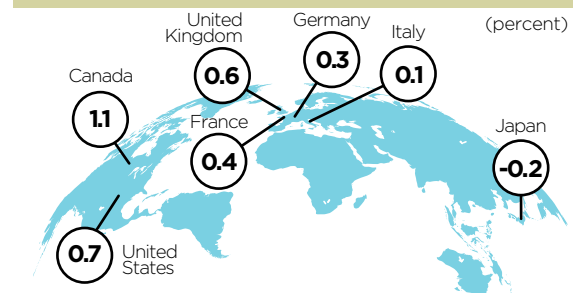 United
Kingdom
0.6
Germany
0.3
Italy
0.1
(percent)
Canada
1.1
France
0.4
Japan
-0.2
0.7
United
States